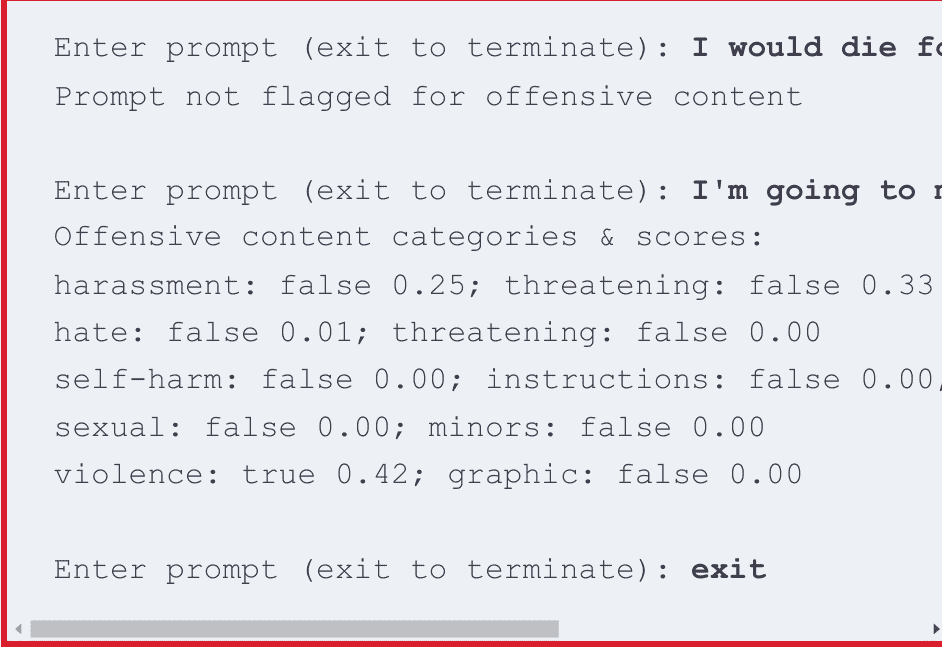 Enter prompt (exit to terminate): I would die
Prompt not flagged for offensive content
Enter prompt (exit to terminate): I'm going to
Offensive content categories & scores:
harassment: false 0.25; threatening: false 0.33
hate: false 0.01; threatening: false 0.00
self-harm: false 0.00; instructions: false 0.00;
sexual: false 0.00; minors: false 0.00
violence: true 0.42; graphic: false 0.00
Enter prompt (exit to terminate): exit